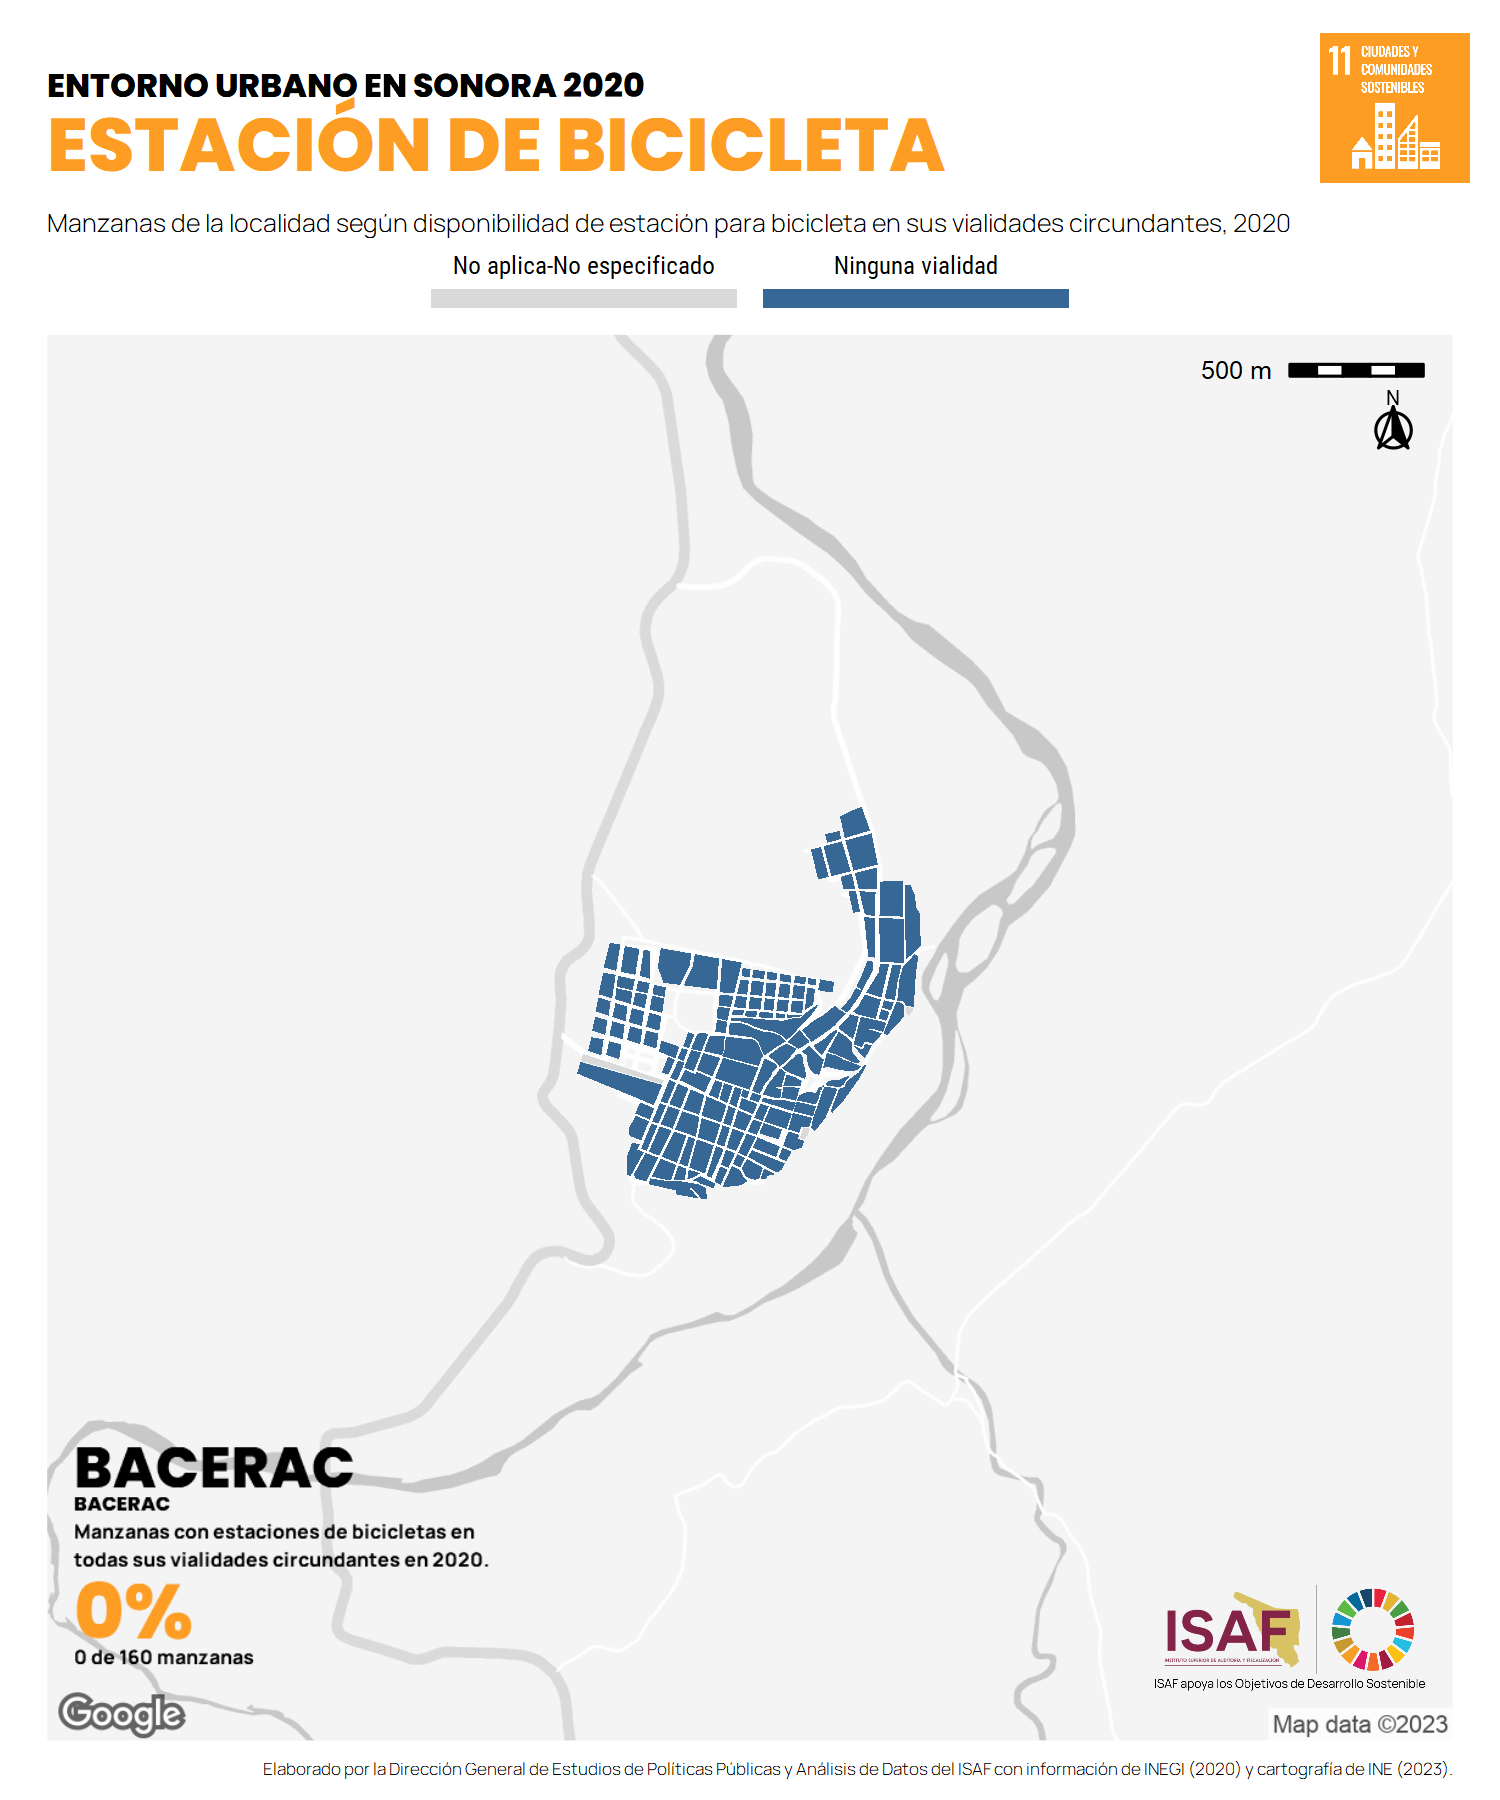 ENTORNO URBANO EN SONORA 2020
ESTACIÓN DE BICICLETA
11 CIUDADES Y
COMUNIDADES
SOSTENIBLES
Manzanas de la localidad según disponibilidad de estación para bicicleta en sus vialidades circundantes, 2020
No aplica-No especificado Ninguna vialidad
500 m
N
BACERAC
BACERAC
Manzanas con estaciones de bicicletas en
todas sus vialidades circundantes en 2020.
0%
0 de 160 manzanas
Google
ISAF
INSTITUTO SUPERIOR DE AUDITORÍA Y FISCALIZACIÓN
ISAF apoya los Objetivos de Desarrollo Sostenible
Map data ©2023
Elaborado por la Dirección General de Estudios de Políticas Públicas y Análisis de Datos del ISAF con información de INEGI (2020) y cartografía de INE (2023).